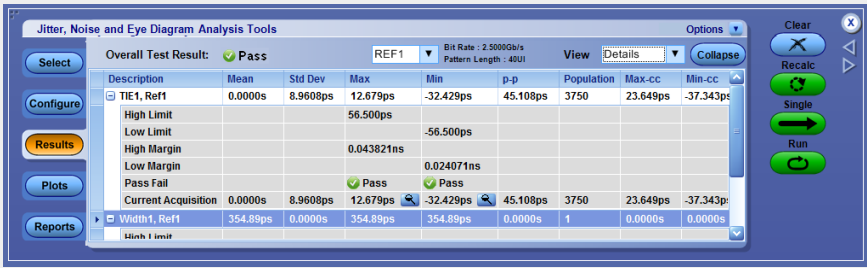 Jitter, Noise and Eye Diagram Analysis Tools Options
Clear
Select
Overall Test Result: Pass REF1 Bit Rate : 2.5000Gb/s Pattern Length : 40UI View Details Collapse
Recalc
Description Mean Std Dev Max Min p-p Population Max-cc Min-cc
TIE1, Ref1 0.0000s 8.9608ps 12.679ps -32.429ps 45.108ps 3750 23.649ps -37.343ps
Configure
Single
High Limit 56.500ps
Low Limit -56.500ps
Results
High Margin 0.043821ns
Run
Low Margin 0.024071ns
Plots
Pass Fail Pass Pass
Current Acquisition 0.0000s 8.9608ps 12.679ps -32.429ps 45.108ps 3750 23.649ps -37.343p
Reports
Width1, Ref1 354.89ps 0.0000s 354.89ps 354.89ps 0.0000s 1 0.0000s 0.0000s
High Limit